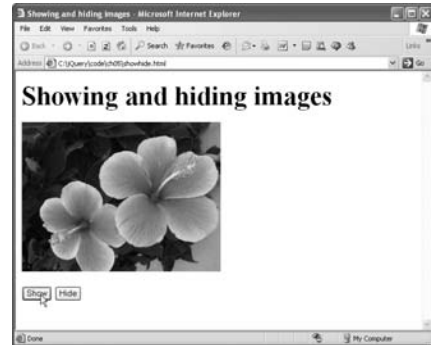 Showing and hiding images - Microsoft Internet Explorer
File Edit View Favorites Tools Help
Back Search Favorites Links
Address C:\jQuery\code\ch05\showhide.html Go
Showing and hiding images
Show Hide
Done My Computer